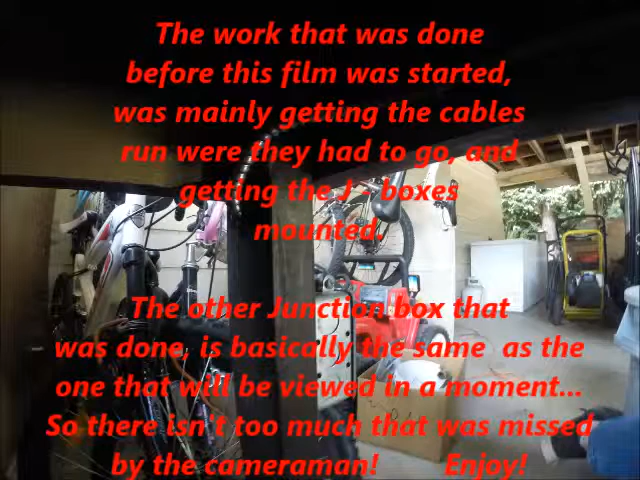 The work that was done
before this film was started,
was mainly getting the cables
run were they had to go, and
getting the J - boxes
mounted.
The other Junction box that
was done, is basically the same as the
one that will be viewed in a moment...
So there isn't too much that was missed
by the cameraman! Enjoy!